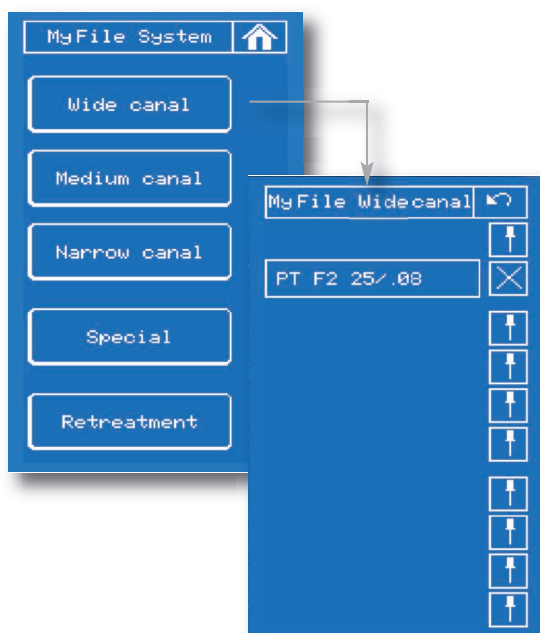 MyFile System
Wide canal
Medium canal
Narrow canal
Special
Retreatment
MyFile Widecanal
PT F2 25/.08